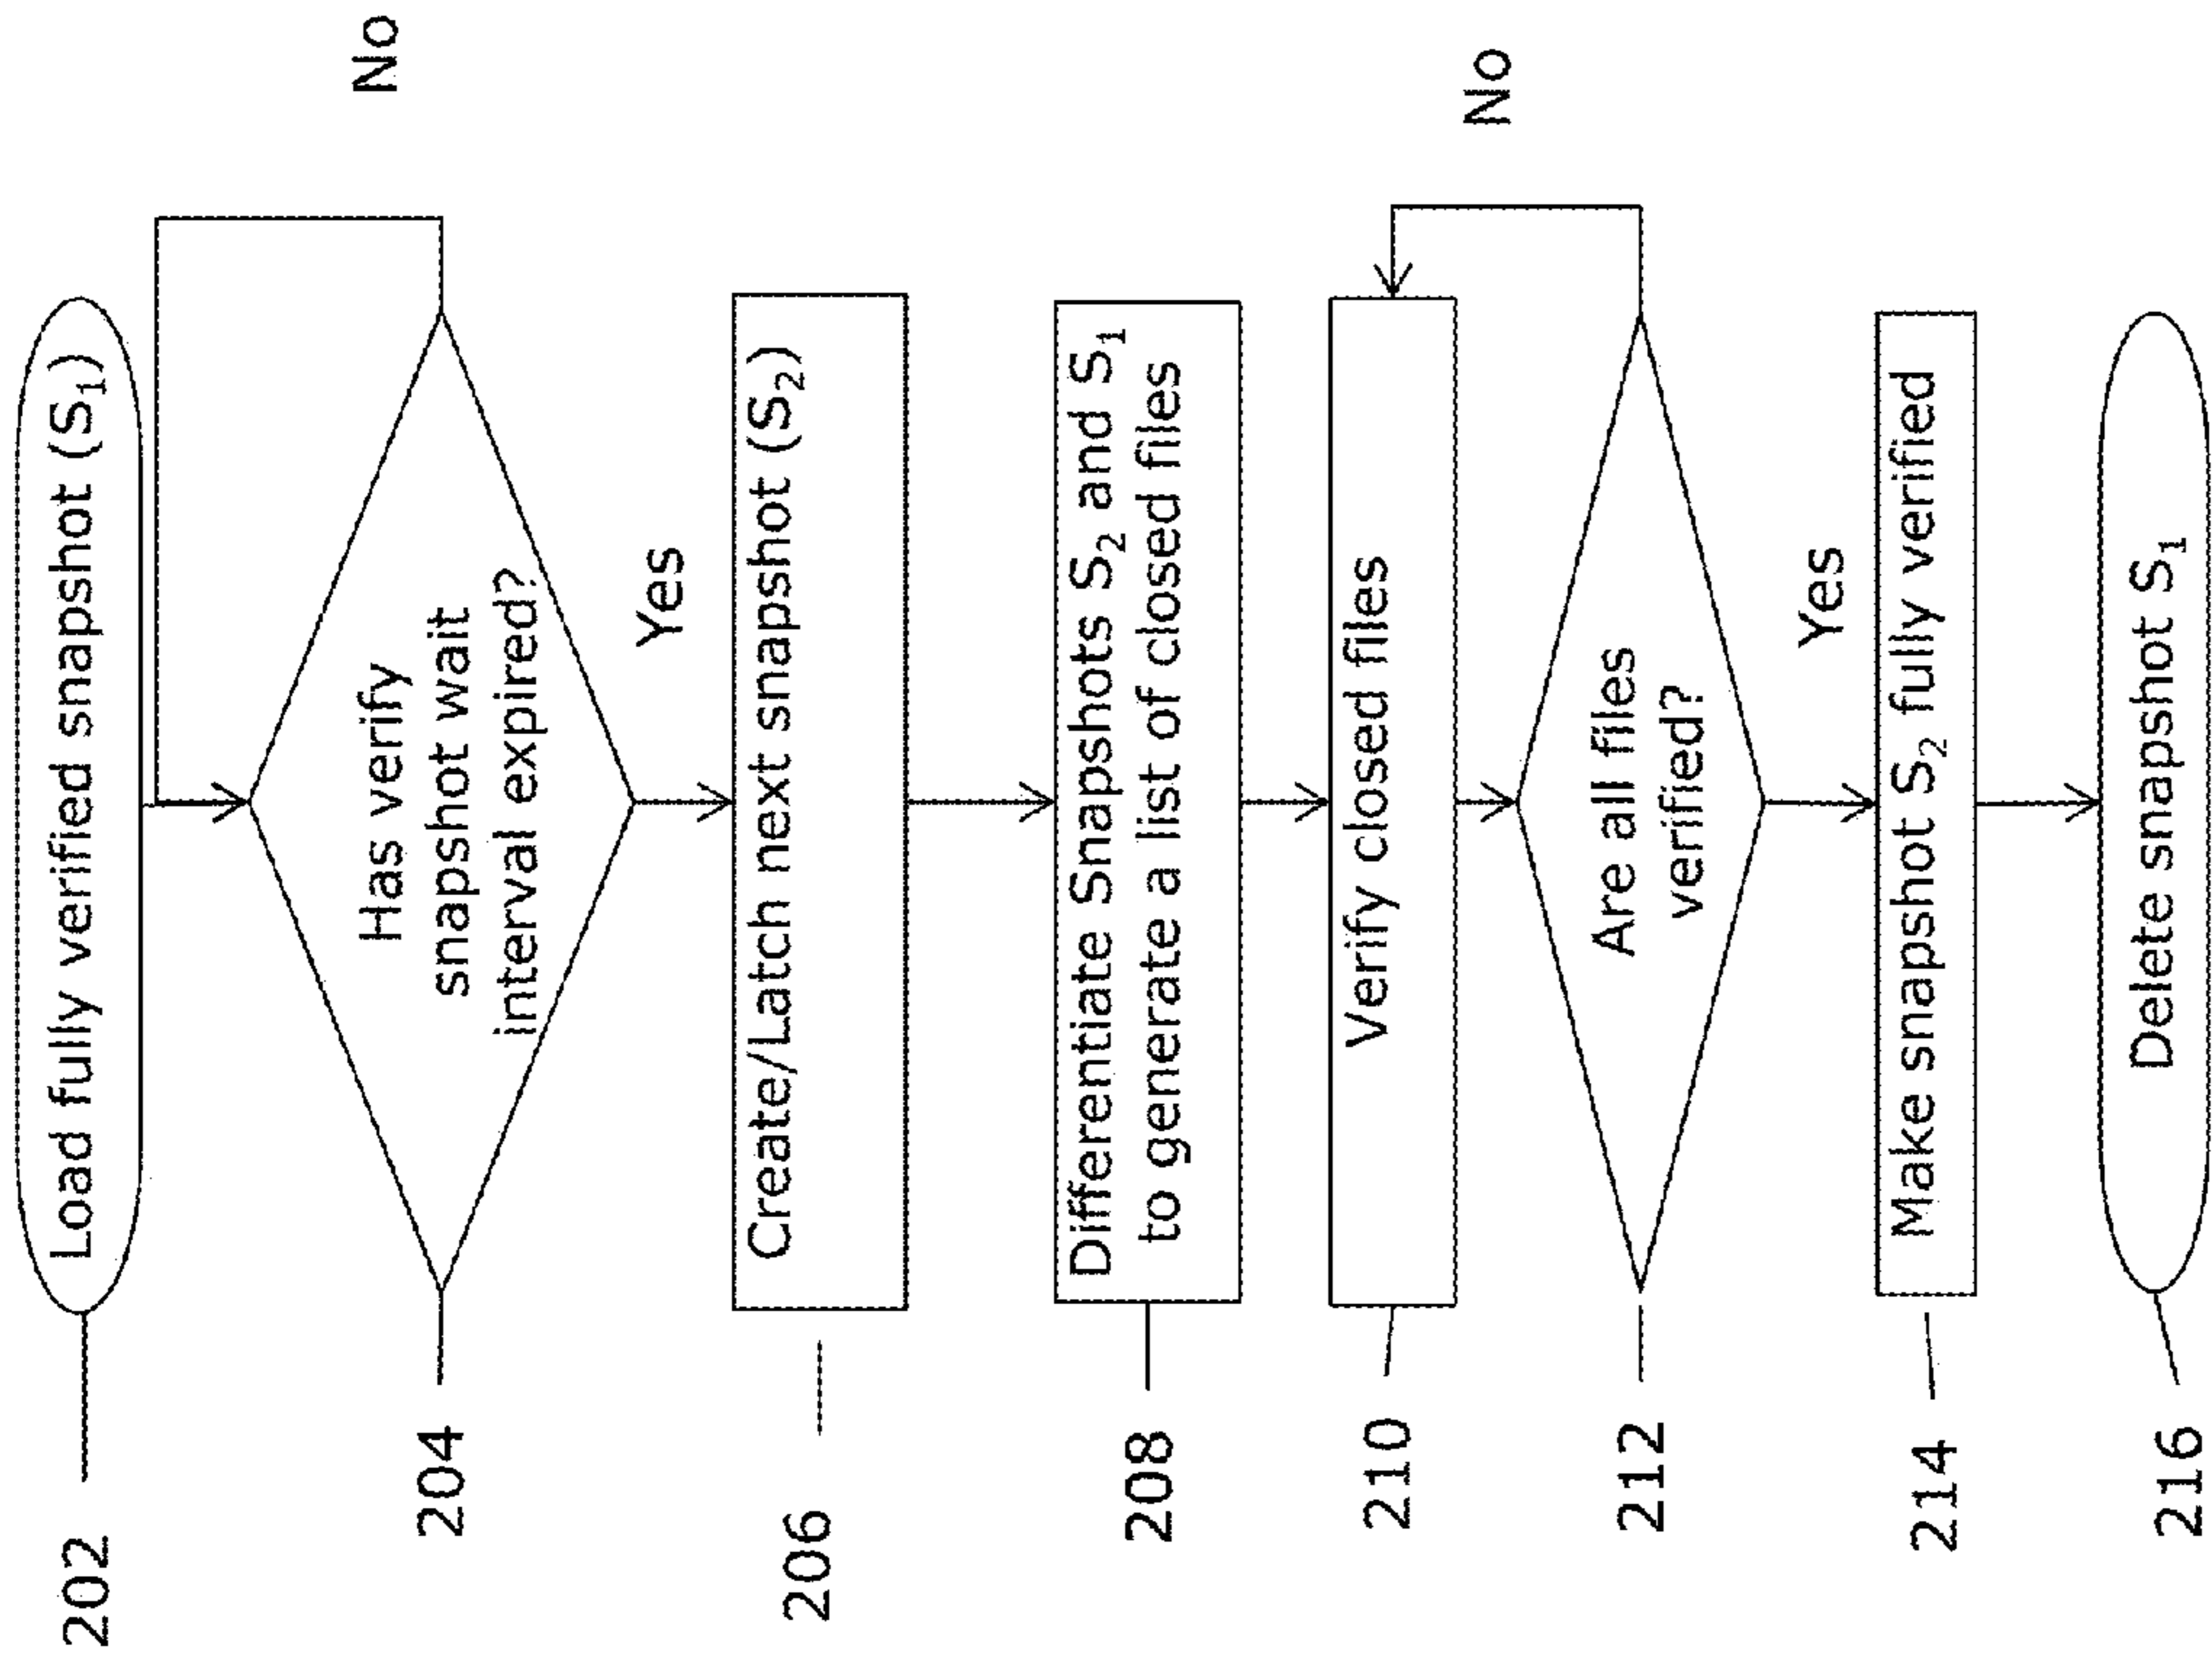 202
Load fully verified snapshot (S₁)
204
Has verify
snapshot wait
interval expired?
No
Yes
206
Create/Latch next snapshot (S₂)
208
Differentiate Snapshots S₂ and S₁
to generate a list of closed files
210
Verify closed files
212
Are all files
verified?
No
Yes
214
Make snapshot S₂ fully verified
216
Delete snapshot S₁